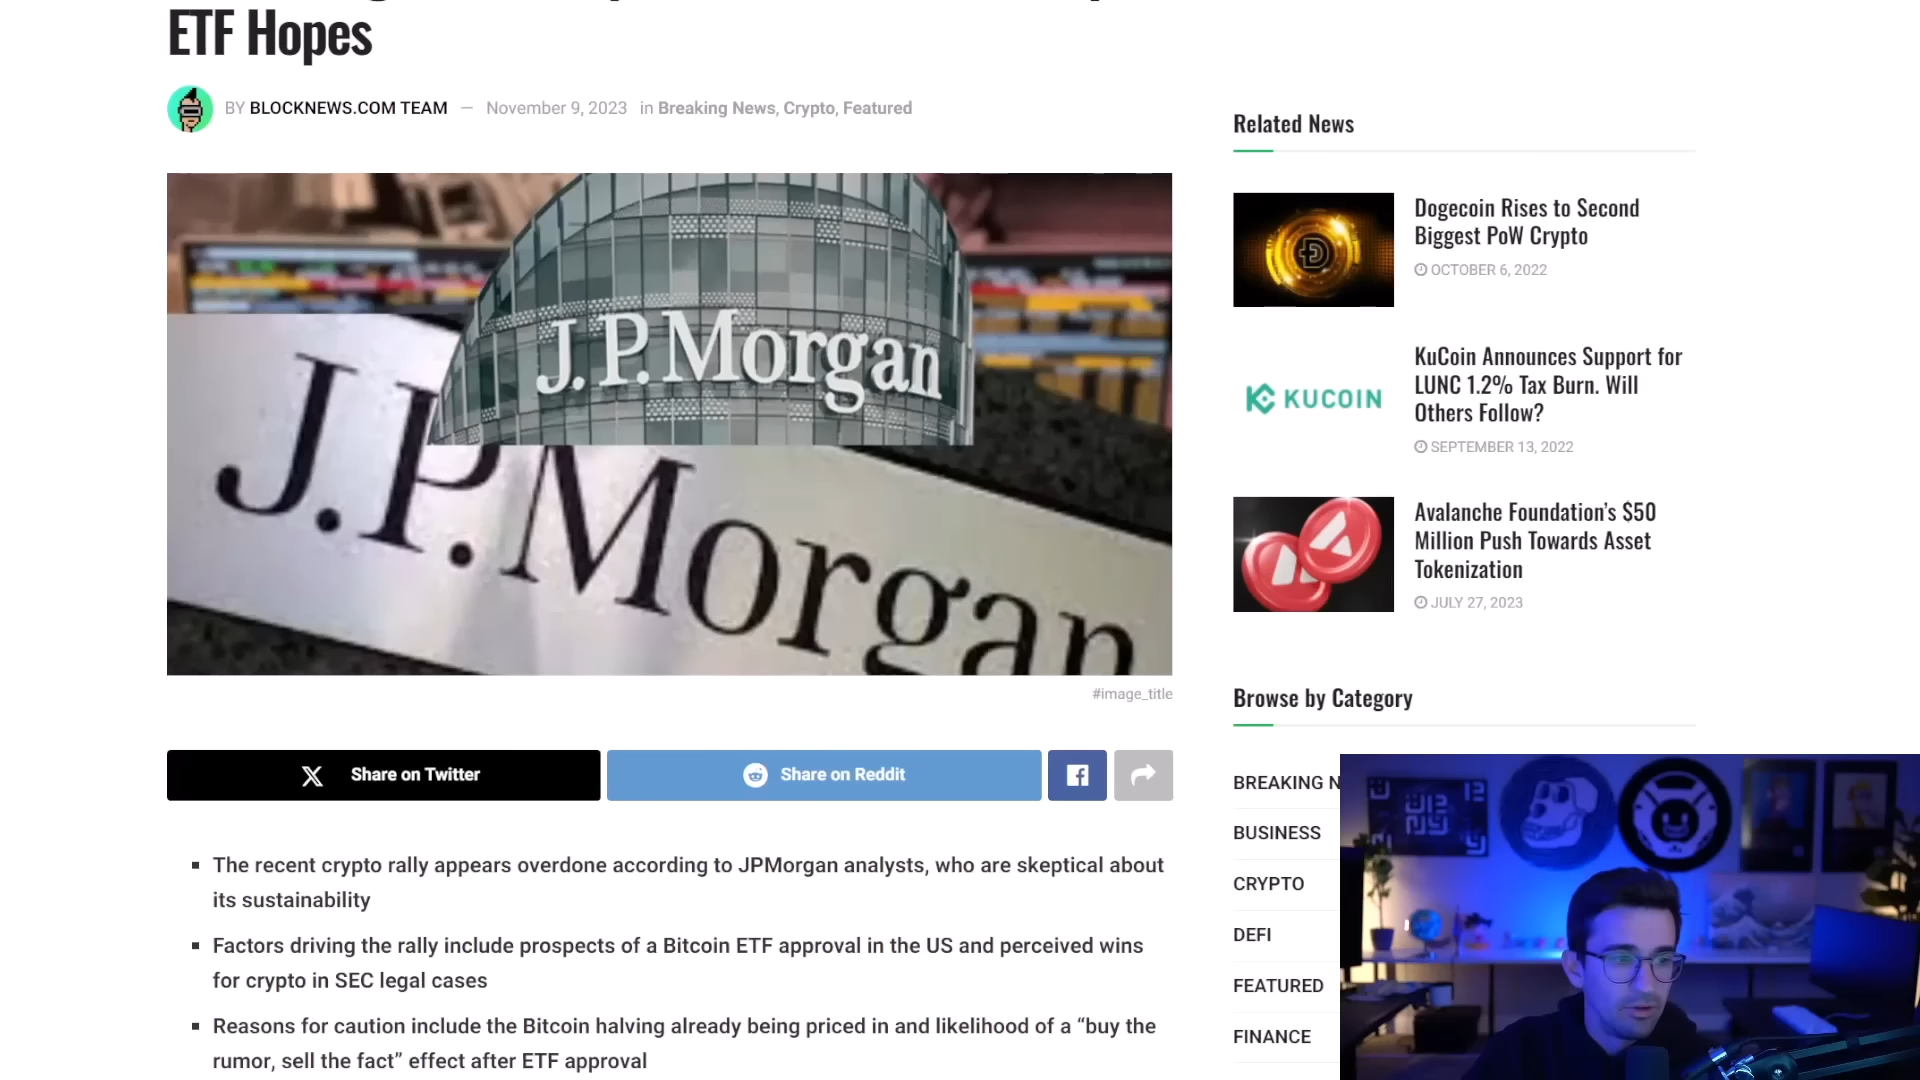 ETF Hopes
BY BLOCKNEWS.COM TEAM — November 9, 2023 in Breaking News, Crypto, Featured
J.P.Morgan
J.P.Morgan
#image_title
Share on Twitter
Share on Reddit
The recent crypto rally appears overdone according to JPMorgan analysts, who are skeptical about
its sustainability
Factors driving the rally include prospects of a Bitcoin ETF approval in the US and perceived wins
for crypto in SEC legal cases
Reasons for caution include the Bitcoin halving already being priced in and likelihood of a “buy the
rumor, sell the fact” effect after ETF approval
Related News
Dogecoin Rises to Second
Biggest PoW Crypto
OCTOBER 6, 2022
KUCOIN
KuCoin Announces Support for
LUNC 1.2% Tax Burn. Will
Others Follow?
SEPTEMBER 13, 2022
Avalanche Foundation’s $50
Million Push Towards Asset
Tokenization
JULY 27, 2023
Browse by Category
BREAKING N
BUSINESS
CRYPTO
DEFI
FEATURED
FINANCE